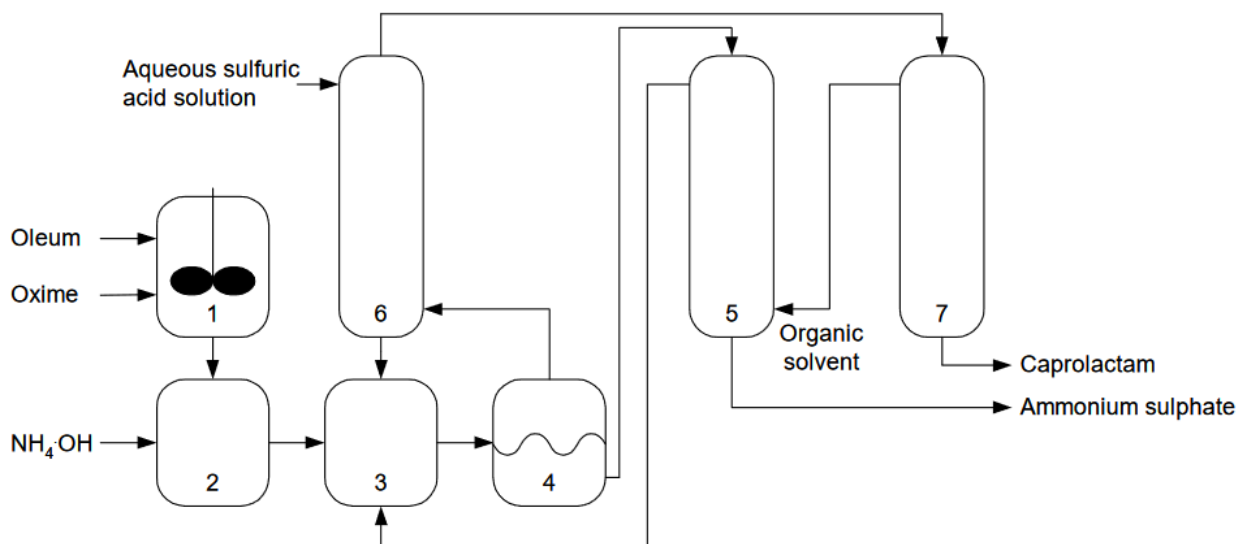 Aqueous sulfuric
acid solution
Oleum
Oxime
1
6
5
7
Organic
solvent
Caprolactam
Ammonium sulphate
NH₄·OH
2
3
4